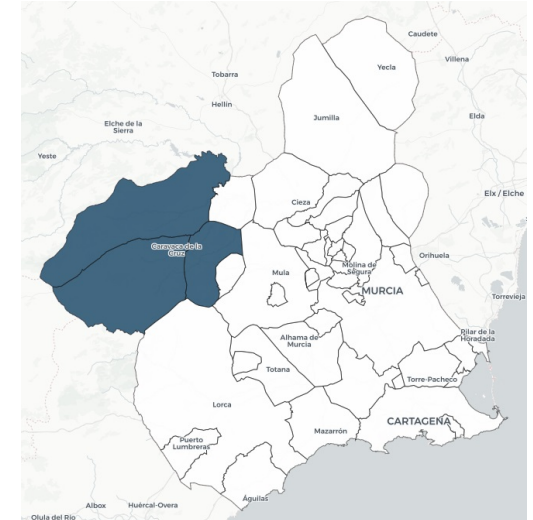 Caudete
Villena
Yecla
Tobarra
Hellín
Jumilla
Elda
Elche de la
Sierra
Yeste
Elx / Elche
Cieza
Caravaca de la
Cruz
Orihuela
Molina de
Segura
Mula
MURCIA
Torrevieja
Pilar de la
Horadada
Alhama de
Murcia
Totana
Torre-Pacheco
Lorca
CARTAGENA
Mazarrón
Puerto
Lumbreras
Águilas
Albox
Huércal-Overa
Olula del Río